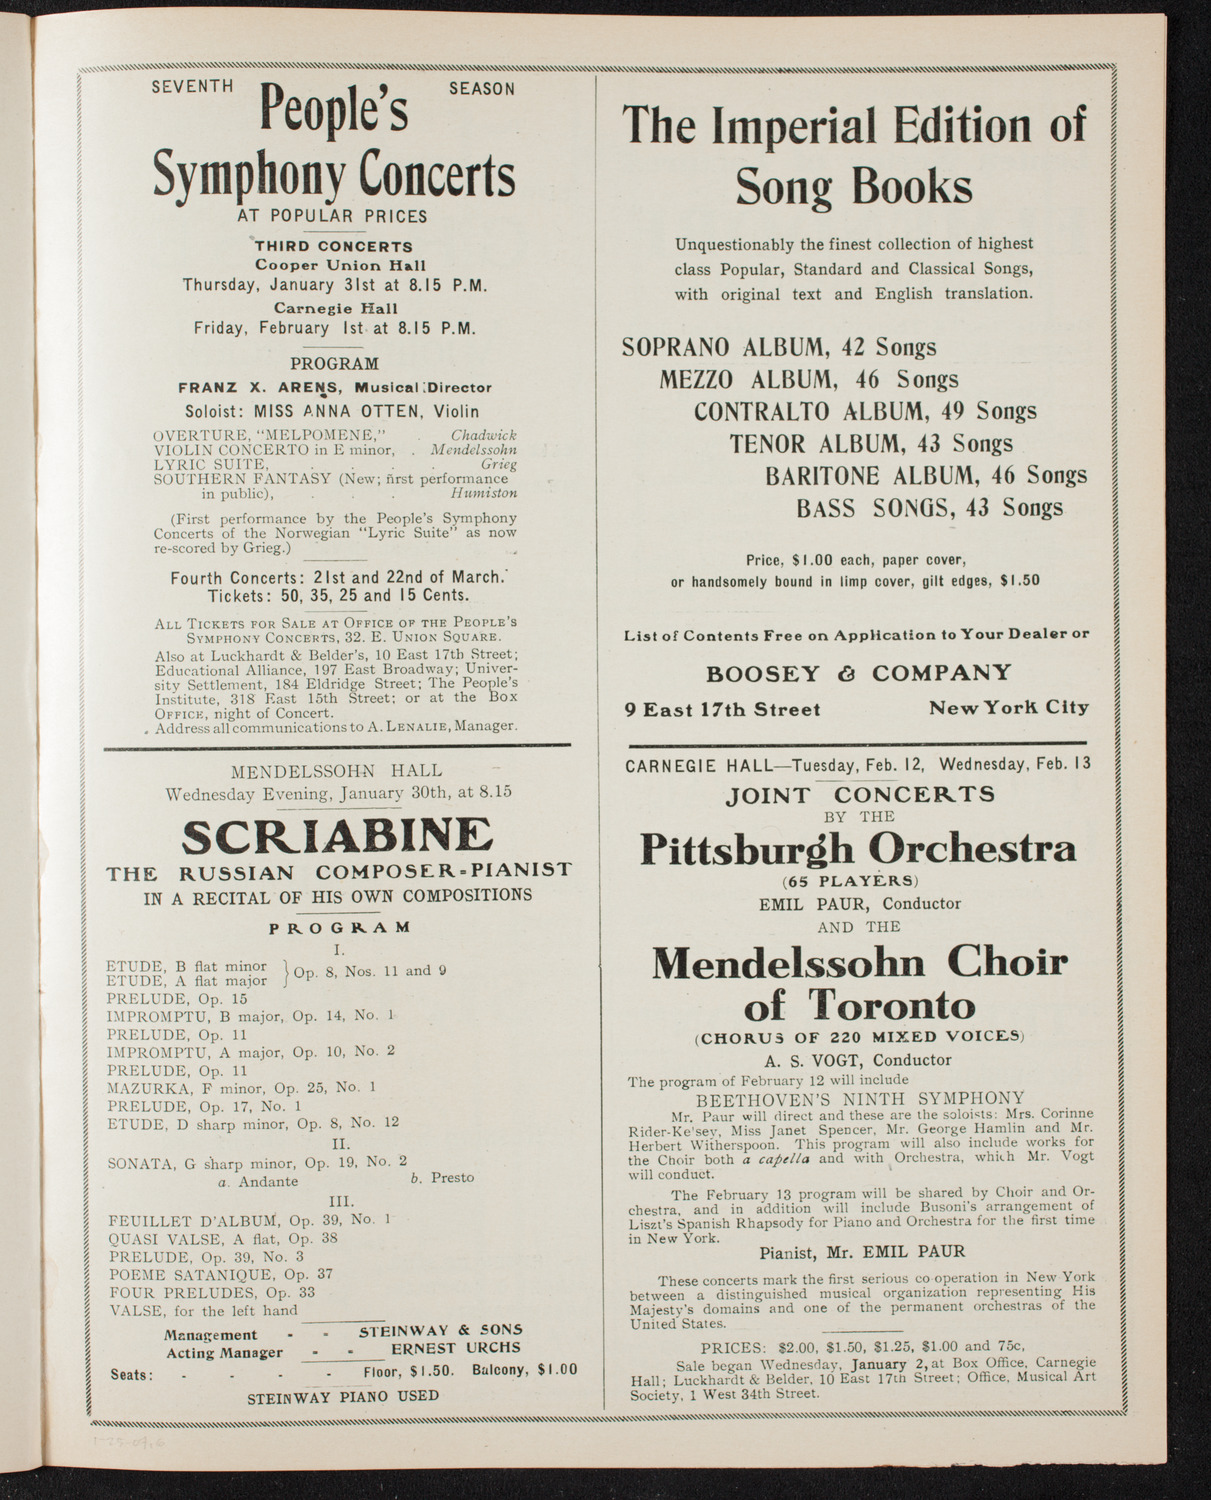 SEVENTH SEASON
People's
Symphony Concerts
AT POPULAR PRICES
THIRD CONCERTS
Cooper Union Hall
Thursday, January 31st at 8.15 P.M.
Carnegie Hall
Friday, February 1st at 8.15 P.M.
PROGRAM
FRANZ X. ARENS, Musical Director
Soloist: MISS ANNA OTTEN, Violin
OVERTURE, "MELPOMENE," . Chadwick
VIOLIN CONCERTO in E minor, . Mendelssohn
LYRIC SUITE, . . . . Grieg
SOUTHERN FANTASY (New; first performance
in public), . . . Humiston
(First performance by the People's Symphony
Concerts of the Norwegian "Lyric Suite" as now
re-scored by Grieg.)
Fourth Concerts: 21st and 22nd of March.
Tickets: 50, 35, 25 and 15 Cents.
ALL TICKETS FOR SALE AT OFFICE OF THE PEOPLE'S
SYMPHONY CONCERTS, 32. E. UNION SQUARE.
Also at Luckhardt & Belder's, 10 East 17th Street;
Educational Alliance, 197 East Broadway; Univer-
sity Settlement, 184 Eldridge Street; The People's
Institute, 318 East 15th Street; or at the Box
OFFICE, night of Concert.
Address all communications to A. LENALIE, Manager.
MENDELSSOHN HALL
Wednesday Evening, January 30th, at 8.15
SCRIABINE
THE RUSSIAN COMPOSER-PIANIST
IN A RECITAL OF HIS OWN COMPOSITIONS
PROGRAM
I.
ETUDE, B flat minor
ETUDE, A flat major } Op. 8, Nos. 11 and 9
PRELUDE, Op. 15
IMPROMPTU, B major, Op. 14, No. 1
PRELUDE, Op. 11
IMPROMPTU, A major, Op. 10, No. 2
PRELUDE, Op. 11
MAZURKA, F minor, Op. 25, No. 1
PRELUDE, Op. 17, No. 1
ETUDE, D sharp minor, Op. 8, No. 12
II.
SONATA, G sharp minor, Op. 19, No. 2
a. Andante b. Presto
III.
FEUILLET D'ALBUM, Op. 39, No. 1
QUASI VALSE, A flat, Op. 38
PRELUDE, Op. 39, No. 3
POEME SATANIQUE, Op. 37
FOUR PRELUDES, Op. 33
VALSE, for the left hand
Management - - STEINWAY & SONS
Acting Manager - - ERNEST URCHS
Seats: - - - - Floor, $1.50. Balcony, $1.00
STEINWAY PIANO USED
The Imperial Edition of
Song Books
Unquestionably the finest collection of highest
class Popular, Standard and Classical Songs,
with original text and English translation.
SOPRANO ALBUM, 42 Songs
MEZZO ALBUM, 46 Songs
CONTRALTO ALBUM, 49 Songs
TENOR ALBUM, 43 Songs
BARITONE ALBUM, 46 Songs
BASS SONGS, 43 Songs
Price, $1.00 each, paper cover,
or handsomely bound in limp cover, gilt edges, $1.50
List of Contents Free on Application to Your Dealer or
BOOSEY & COMPANY
9 East 17th Street New York City
CARNEGIE HALL—Tuesday, Feb. 12, Wednesday, Feb. 13
JOINT CONCERTS
BY THE
Pittsburgh Orchestra
(65 PLAYERS)
EMIL PAUR, Conductor
AND THE
Mendelssohn Choir
of Toronto
(CHORUS OF 220 MIXED VOICES)
A. S. VOGT, Conductor
The program of February 12 will include
BEETHOVEN'S NINTH SYMPHONY
Mr. Paur will direct and these are the soloists: Mrs. Corinne
Rider-Ke'sey, Miss Janet Spencer, Mr. George Hamlin and Mr.
Herbert Witherspoon. This program will also include works for
the Choir both a capella and with Orchestra, which Mr. Vogt
will conduct.
The February 13 program will be shared by Choir and Or-
chestra, and in addition will include Busoni's arrangement of
Liszt's Spanish Rhapsody for Piano and Orchestra for the first time
in New York.
Pianist, Mr. EMIL PAUR
These concerts mark the first serious co-operation in New York
between a distinguished musical organization representing His
Majesty's domains and one of the permanent orchestras of the
United States.
PRICES: $2.00, $1.50, $1.25, $1.00 and 75c,
Sale began Wednesday, January 2, at Box Office, Carnegie
Hall; Luckhardt & Belder, 10 East 17th Street; Office, Musical Art
Society, 1 West 34th Street.